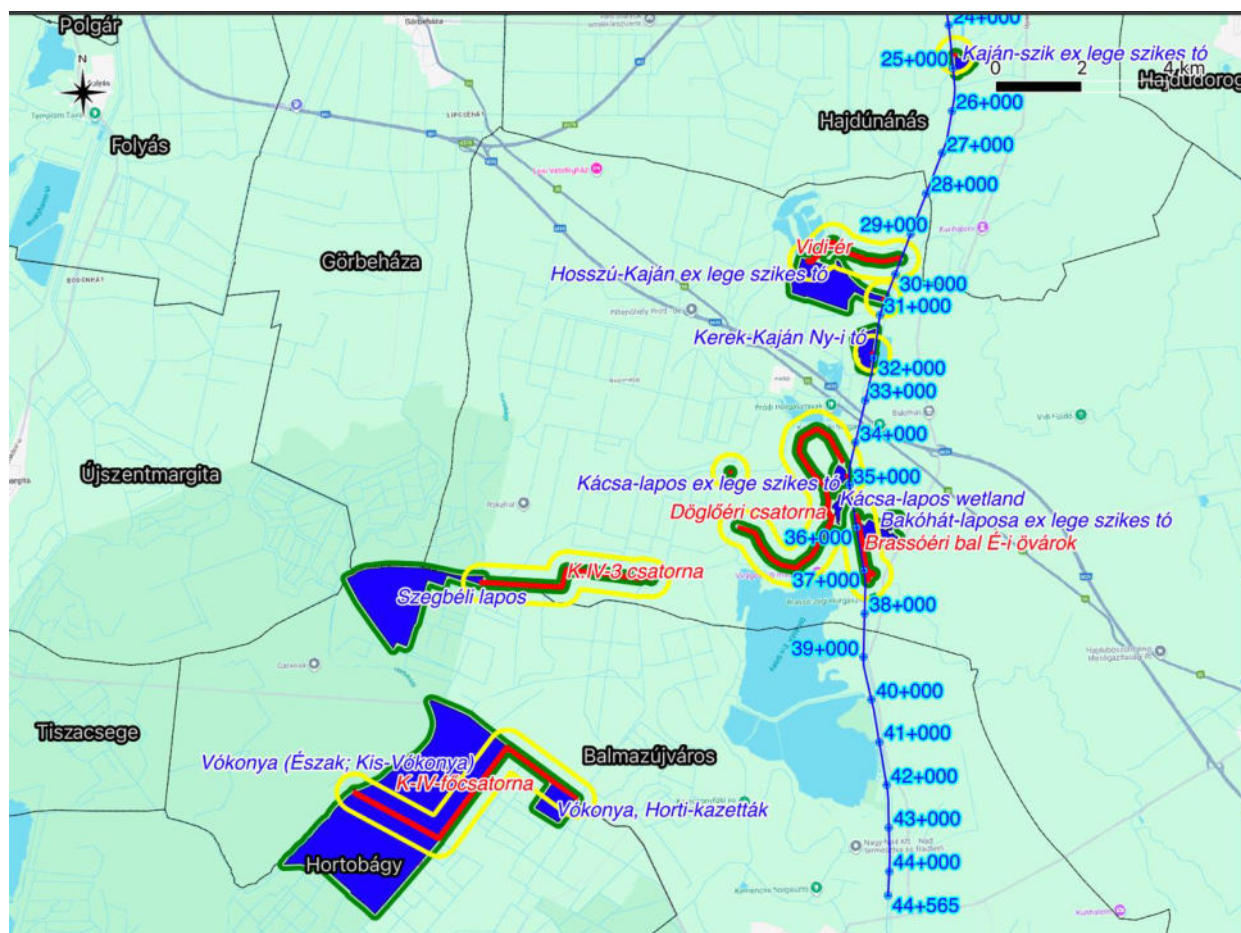 Polgár
Görbeháza
24+000
N
Kaján-szik ex lege szikes tó
25+000
0 2 4 km
Hajdúdorog
26+000
Hajdúnánás
LIPCSEHÁT
Folyás
27+000
28+000
29+000
Vidi-ér
Görbeháza
Hosszú-Kaján ex lege szikes tó
30+000
31+000
Kerek-Kaján Ny-i tó
32+000
33+000
34+000
Újszentmargita
35+000
Kácsa-lapos ex lege szikes tó
Kácsa-lapos wetland
Döglőéri csatorna
Bakóhát-laposa ex lege szikes tó
36+000
Brassóéri bal É-i övárok
K.IV-3 csatorna
37+000
Szegbéli lapos
38+000
39+000
40+000
Tiszacsege
41+000
Balmazújváros
Vókonya (Észak; Kis-Vókonya)
K-IV-főcsatorna
42+000
Vókonya, Horti-kazetták
43+000
Hortobágy
44+000
44+565